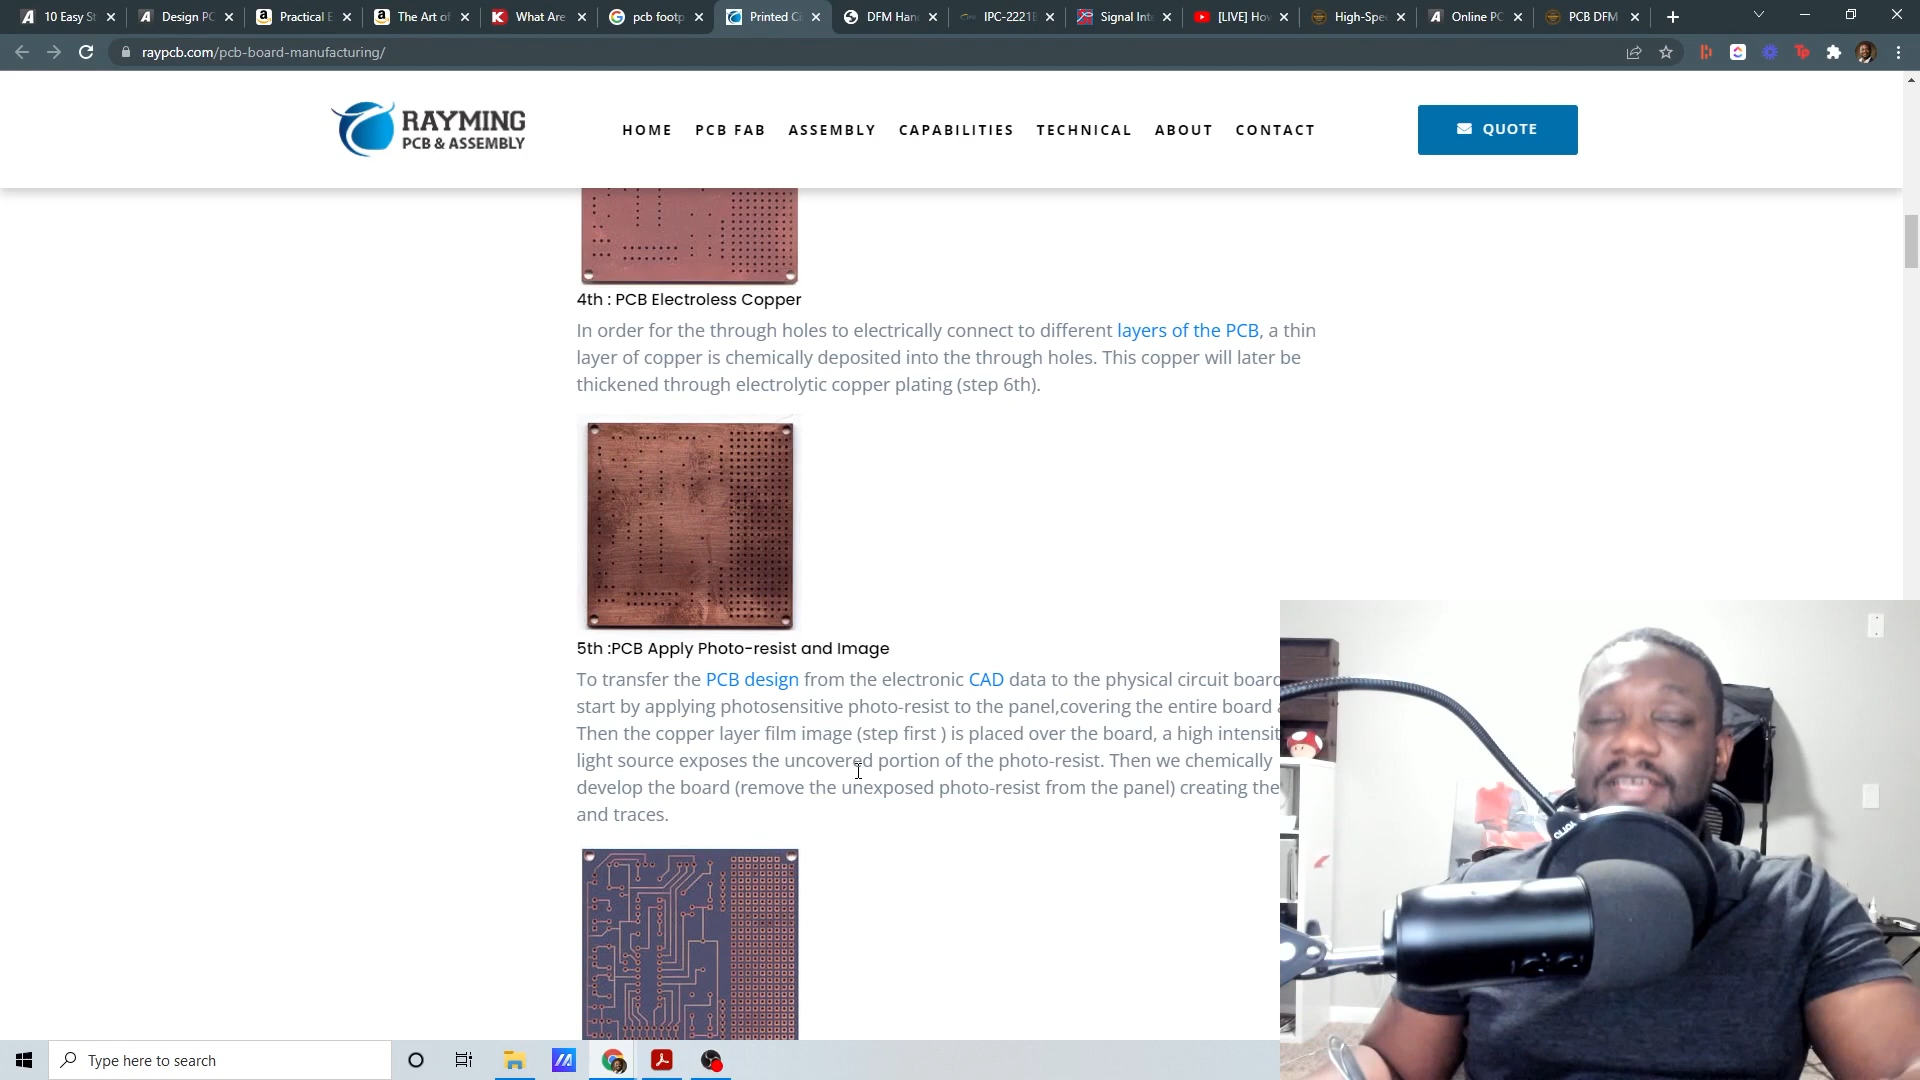 10 Easy St
Design PC
Practical E
The Art of
What Are
pcb footp
Printed Ci
DFM Han
IPC-2221B
Signal Inte
[LIVE] How
High-Spee
Online PC
PCB DFM
raypcb.com/pcb-board-manufacturing/
RAYMING
PCB & ASSEMBLY
HOME PCB FAB ASSEMBLY CAPABILITIES TECHNICAL ABOUT CONTACT
QUOTE
4th : PCB Electroless Copper
In order for the through holes to electrically connect to different layers of the PCB, a thin
layer of copper is chemically deposited into the through holes. This copper will later be
thickened through electrolytic copper plating (step 6th).
5th :PCB Apply Photo-resist and Image
To transfer the PCB design from the electronic CAD data to the physical circuit board
start by applying photosensitive photo-resist to the panel,covering the entire board
Then the copper layer film image (step first ) is placed over the board, a high intensit
light source exposes the uncovered portion of the photo-resist. Then we chemically
develop the board (remove the unexposed photo-resist from the panel) creating the
and traces.
Type here to search